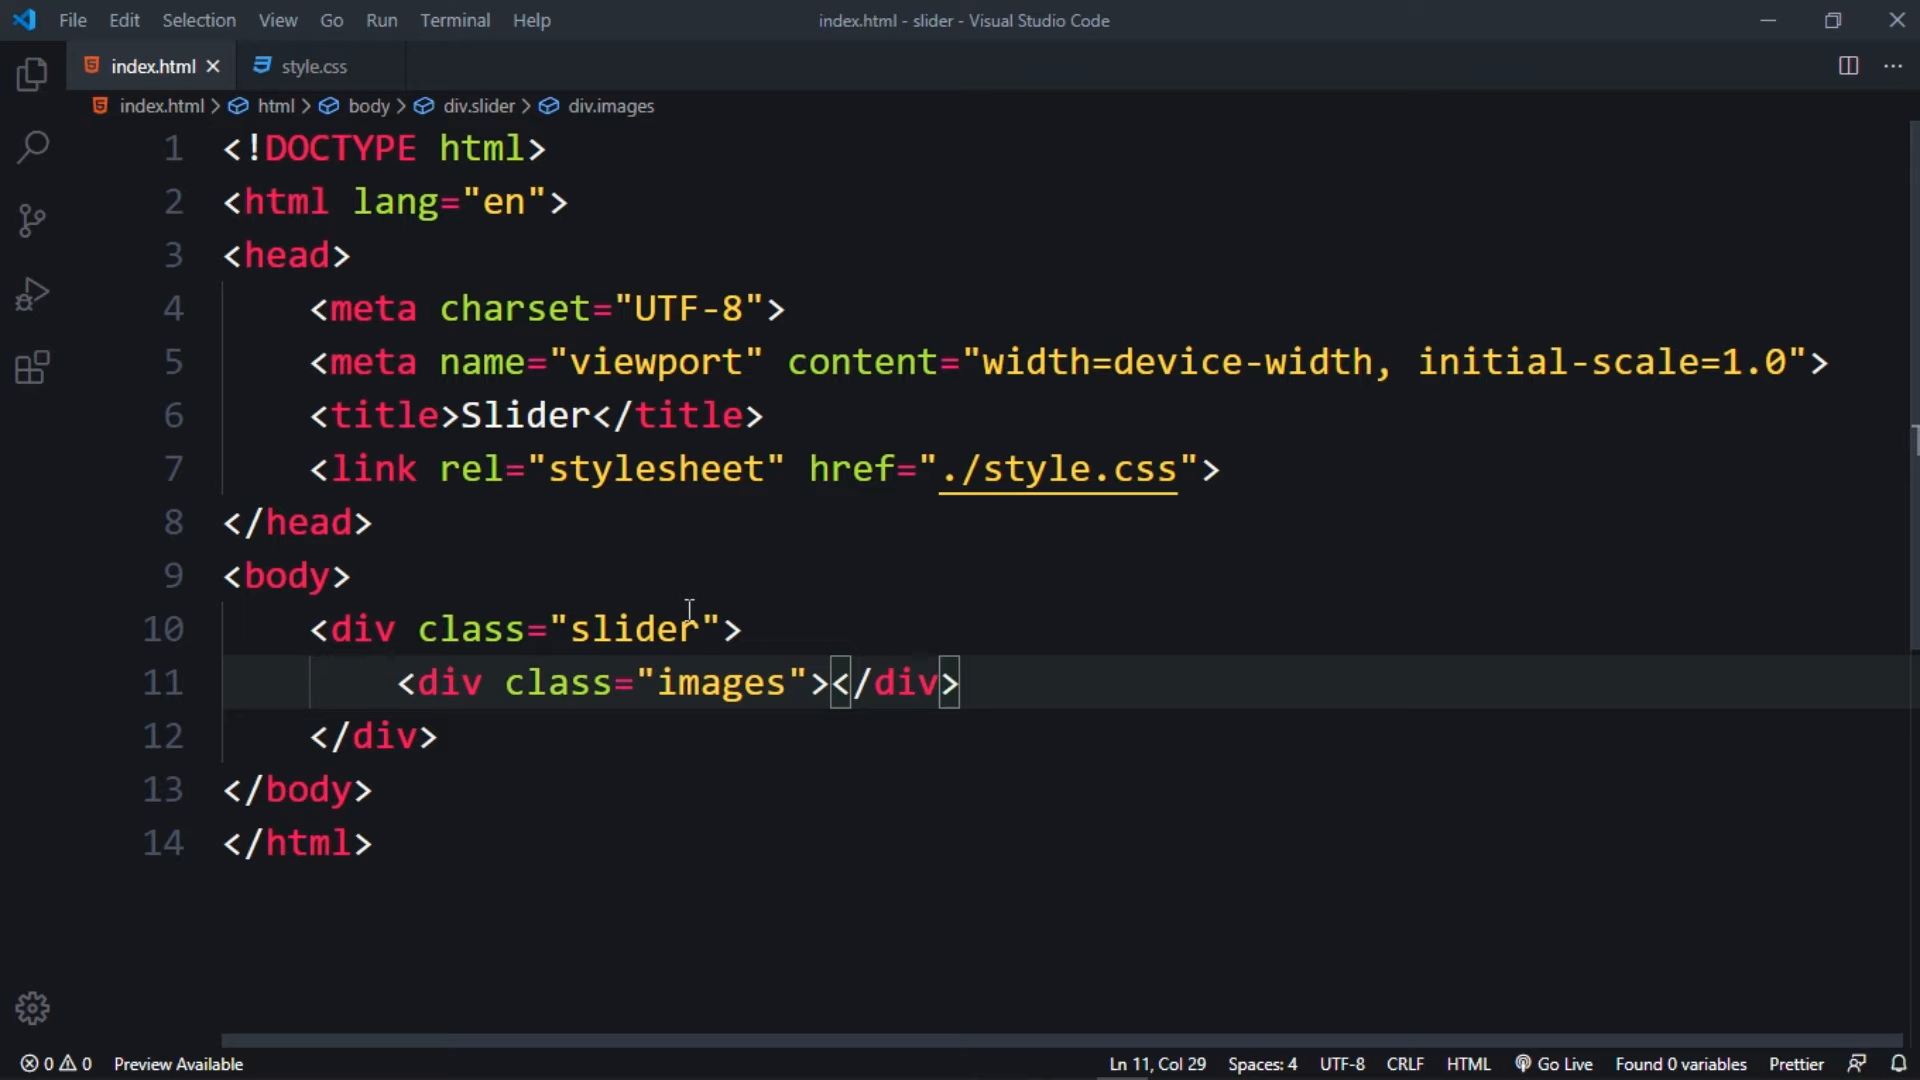 File Edit Selection View Go Run Terminal Help index.html - slider - Visual Studio Code
index.html style.css
index.html > html > body > div.slider > div.images
1 <!DOCTYPE html>
2 <html lang="en">
3 <head>
4     <meta charset="UTF-8">
5     <meta name="viewport" content="width=device-width, initial-scale=1.0">
6     <title>Slider</title>
7     <link rel="stylesheet" href="./style.css">
8 </head>
9 <body>
10     <div class="slider">
11         <div class="images"></div>
12     </div>
13 </body>
14 </html>
0 0 Preview Available Ln 11, Col 29 Spaces: 4 UTF-8 CRLF HTML Go Live Found 0 variables Prettier